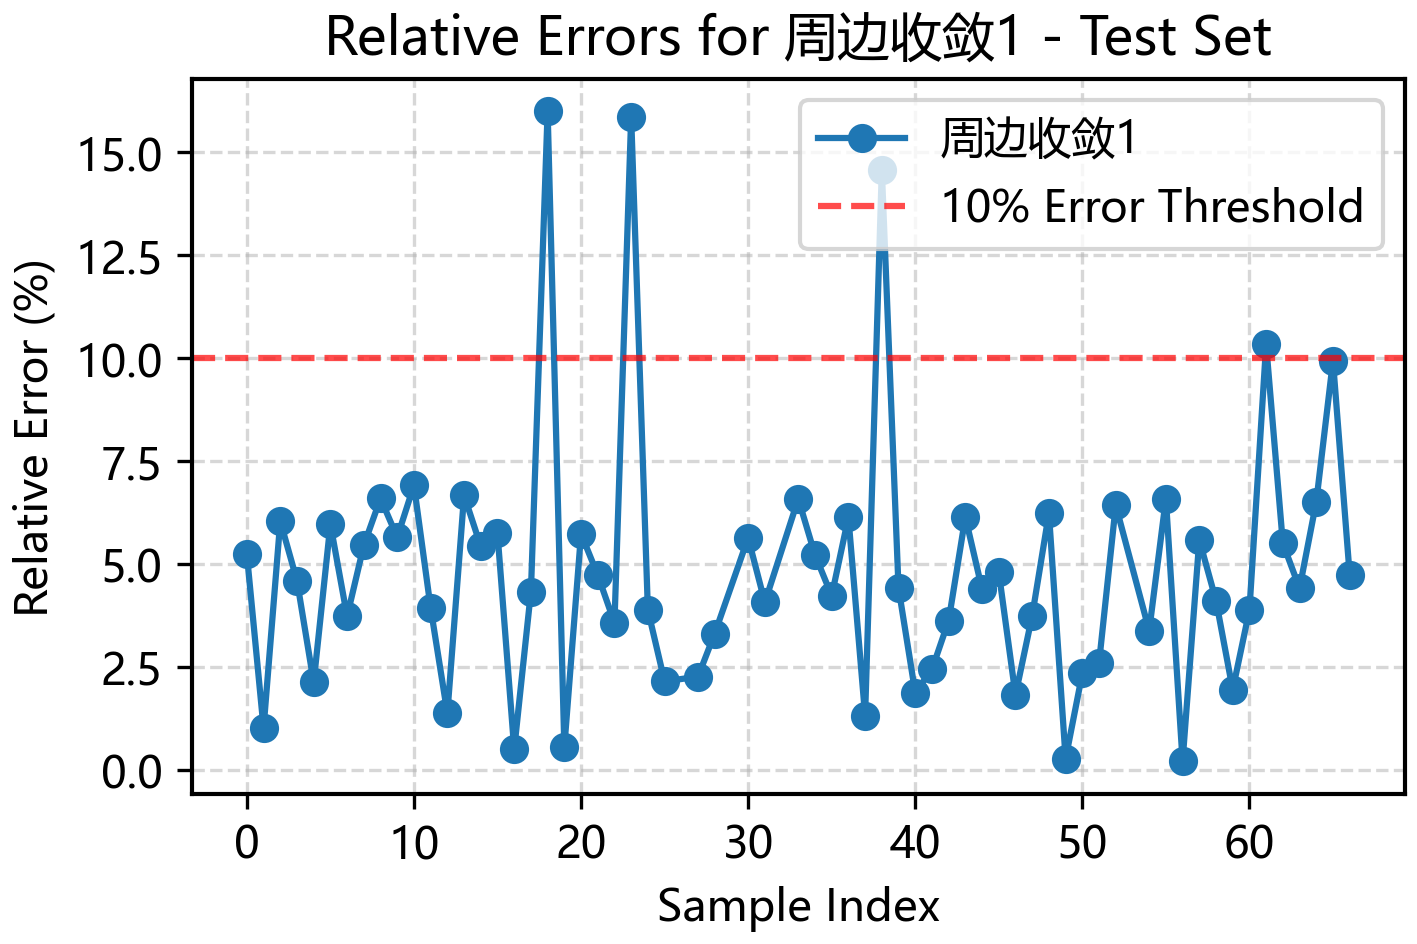 Relative Errors for 周边收敛1 - Test Set
周边收敛1
10% Error Threshold
Relative Error (%)
15.0
12.5
10.0
7.5
5.0
2.5
0.0
0 10 20 30 40 50 60
Sample Index